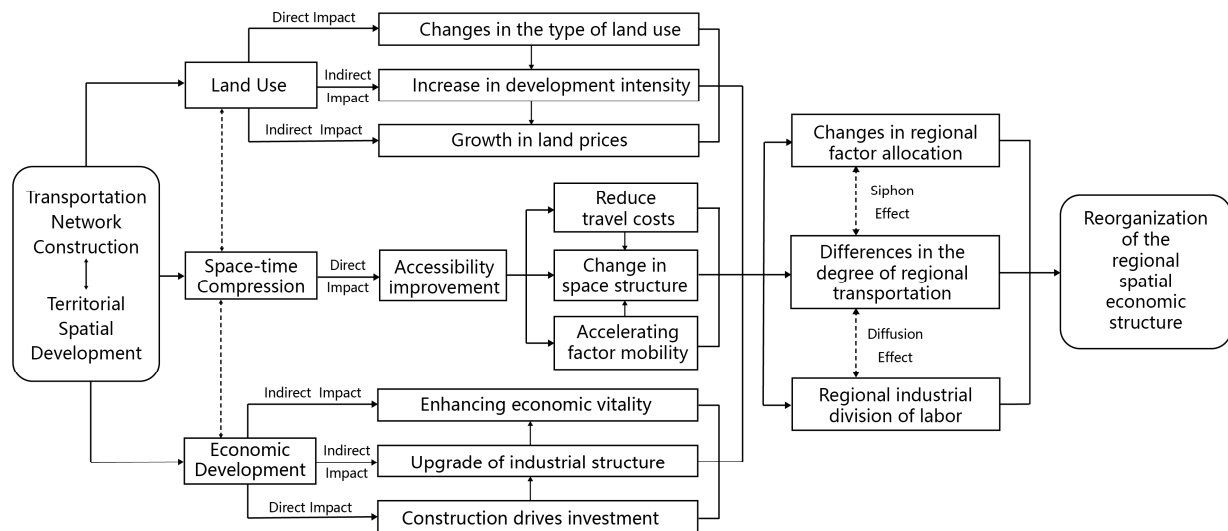 Transportation
Network
Construction
Territorial
Spatial
Development
Land Use
Space-time
Compression
Economic
Development
Direct Impact
Indirect
Impact
Indirect Impact
Changes in the type of land use
Increase in development intensity
Growth in land prices
Direct
Impact
Accessibility
improvement
Reduce
travel costs
Change in
space structure
Accelerating
factor mobility
Indirect Impact
Indirect
Impact
Direct Impact
Enhancing economic vitality
Upgrade of industrial structure
Construction drives investment
Changes in regional
factor allocation
Siphon
Effect
Differences in the
degree of regional
transportation
Diffusion
Effect
Regional industrial
division of labor
Reorganization
of the
regional
spatial
economic
structure